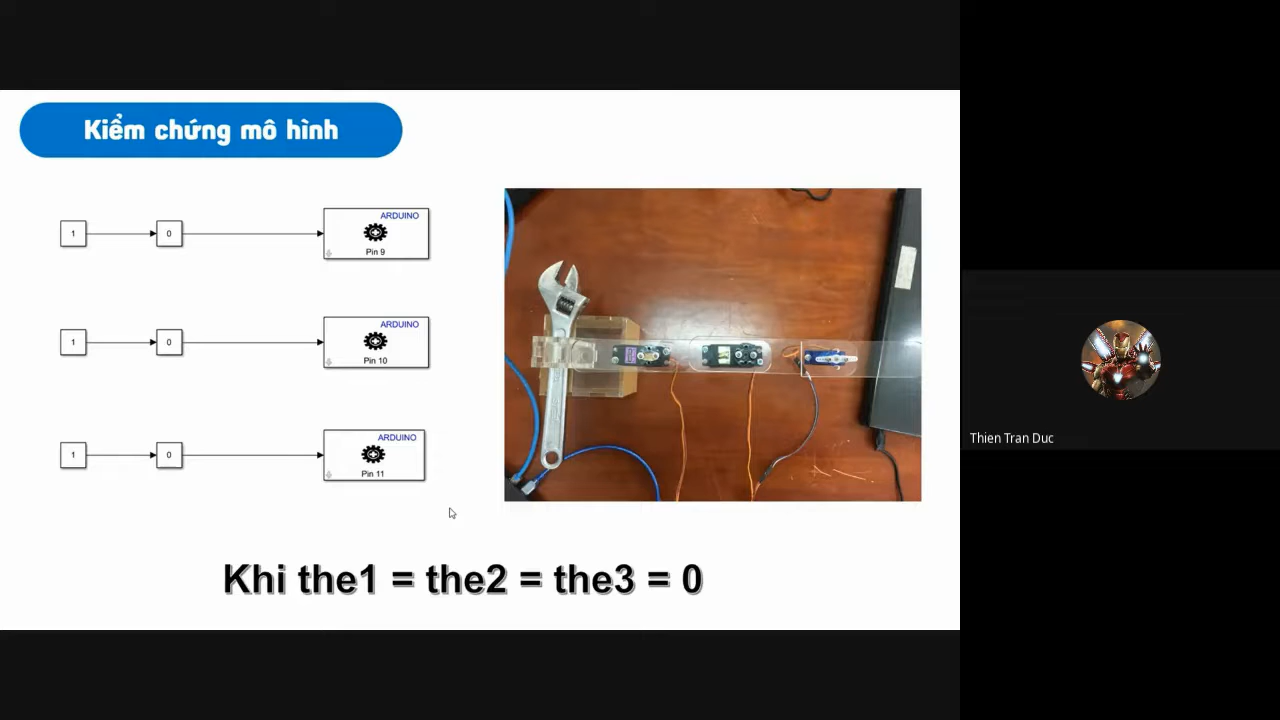 Kiểm chứng mô hình
1
0
ARDUINO
Pin 9
1
0
ARDUINO
Pin 10
1
0
ARDUINO
Pin 11
Khi the1 = the2 = the3 = 0
Thien Tran Duc